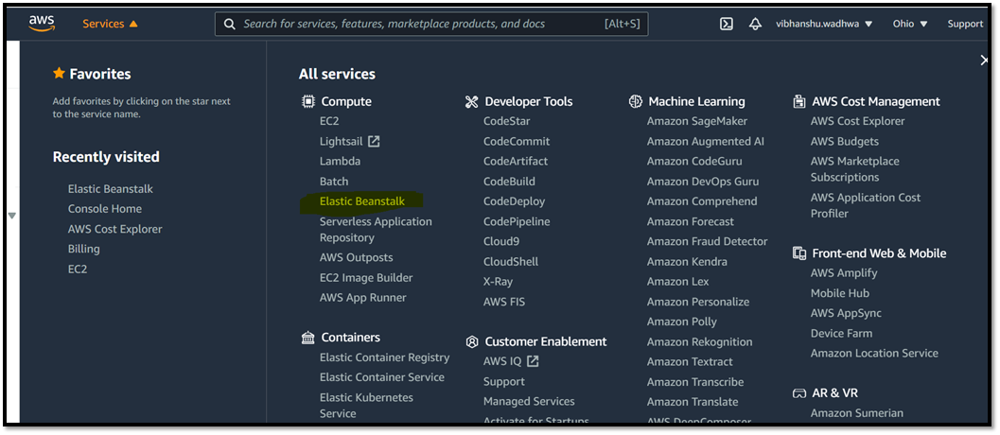 aws
Services
Search for services, features, marketplace products, and docs
[Alt+S]
vibhanshu.wadhwa
Ohio
Support
Favorites
Add favorites by clicking on the star next
to the service name.
Recently visited
Elastic Beanstalk
Console Home
AWS Cost Explorer
Billing
EC2
All services
Compute
EC2
Lightsail
Lambda
Batch
Elastic Beanstalk
Serverless Application
Repository
AWS Outposts
EC2 Image Builder
AWS App Runner
Containers
Elastic Container Registry
Elastic Container Service
Elastic Kubernetes
Service
Developer Tools
CodeStar
CodeCommit
CodeArtifact
CodeBuild
CodeDeploy
CodePipeline
Cloud9
CloudShell
X-Ray
AWS FIS
Customer Enablement
AWS IQ
Support
Managed Services
Activate for Startups
Machine Learning
Amazon SageMaker
Amazon Augmented AI
Amazon CodeGuru
Amazon DevOps Guru
Amazon Comprehend
Amazon Forecast
Amazon Fraud Detector
Amazon Kendra
Amazon Lex
Amazon Personalize
Amazon Polly
Amazon Rekognition
Amazon Textract
Amazon Transcribe
Amazon Translate
AWS DeepComposer
AWS Cost Management
AWS Cost Explorer
AWS Budgets
AWS Marketplace
Subscriptions
AWS Application Cost
Profiler
Front-end Web & Mobile
AWS Amplify
Mobile Hub
AWS AppSync
Device Farm
Amazon Location Service
AR & VR
Amazon Sumerian